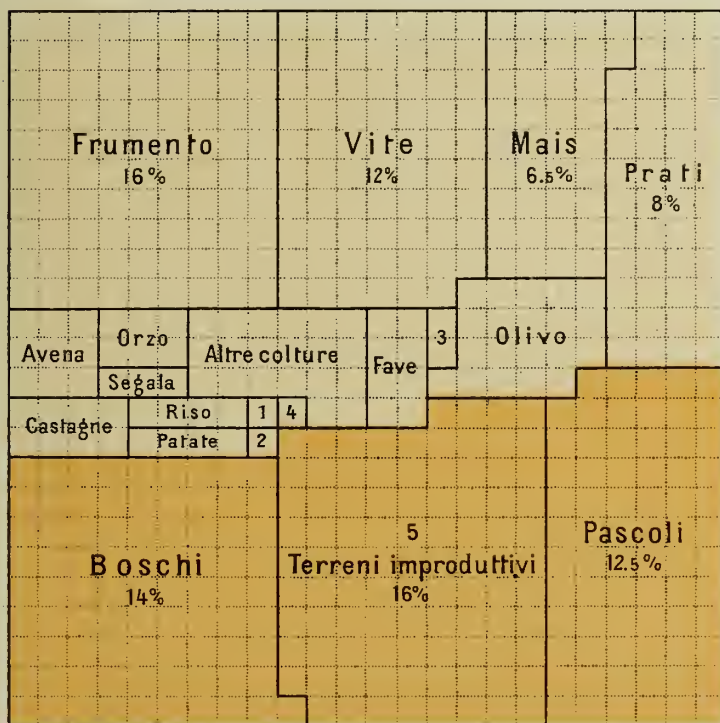 Frumento
16%
Vite
12%
Mais
6.5%
Prati
8%
Avena
Orzo
Segala
Altre colture
Fave
3
Olivo
Castagne
Riso
1
4
Patate
2
Boschi
14%
5
Terreni improduttivi
16%
Pascoli
12.5%